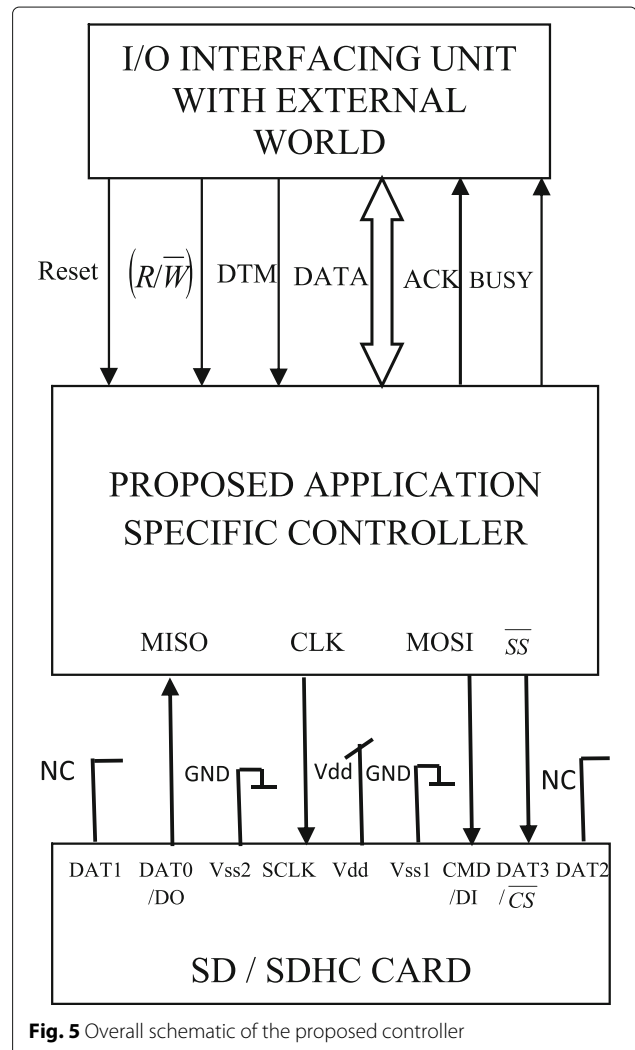 I/O INTERFACING UNIT
WITH EXTERNAL
WORLD
Reset (R/W̅) DTM DATA ACK BUSY
PROPOSED APPLICATION
SPECIFIC CONTROLLER
MISO CLK MOSI S̅S̅
NC GND Vdd GND NC
DAT1 DAT0 Vss2 SCLK Vdd Vss1 CMD DAT3 DAT2
/DO /DI /C̅S̅
SD / SDHC CARD
Fig. 5 Overall schematic of the proposed controller